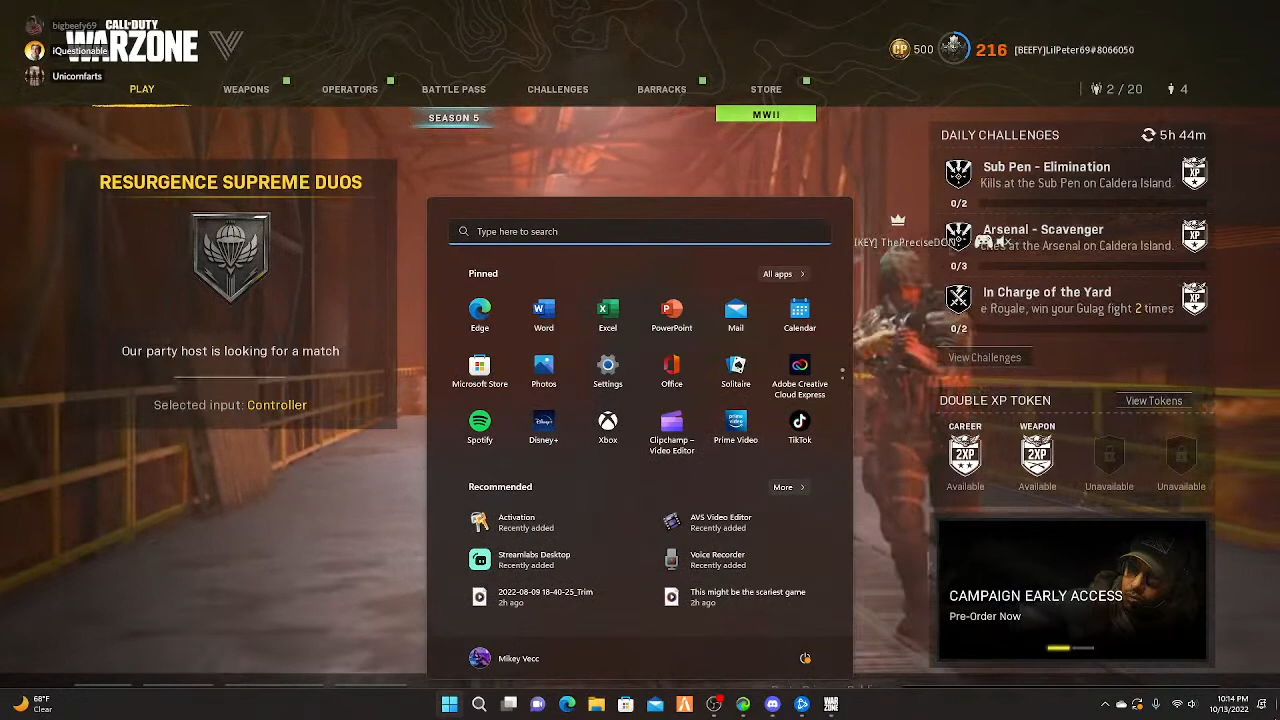 bigbeefy69
iQuestionable
Unicornfarts
CALL OF DUTY
WARZONE
500
216
[BEEFY]LilPeter69#8066050
PLAY
WEAPONS
OPERATORS
BATTLE PASS
CHALLENGES
BARRACKS
STORE
2 / 20
4
SEASON 5
MWII
RESURGENCE SUPREME DUOS
Our party host is looking for a match
Selected input: Controller
Type here to search
Pinned
All apps
Edge
Word
Excel
PowerPoint
Mail
Calendar
Microsoft Store
Photos
Settings
Office
Solitaire
Adobe Creative
Cloud Express
Spotify
Disney+
Xbox
Clipchamp –
Video Editor
Prime Video
TikTok
Recommended
More
Activation
Recently added
AVS Video Editor
Recently added
Streamlabs Desktop
Recently added
Voice Recorder
Recently added
2022-08-09 18-40-25_Trim
2h ago
This might be the scariest game
2h ago
Mikey Vecc
[KEY] ThePreciseDON
DAILY CHALLENGES
5h 44m
Sub Pen - Elimination
Kills at the Sub Pen on Caldera Island.
XP
0/2
Arsenal - Scavenger
at the Arsenal on Caldera Island.
XP
0/3
In Charge of the Yard
e Royale, win your Gulag fight 2 times
XP
0/2
View Challenges
DOUBLE XP TOKEN
View Tokens
CAREER
WEAPON
2XP
2XP
Available
Available
Unavailable
Unavailable
CAMPAIGN EARLY ACCESS
Pre-Order Now
68°F
Clear
10:14 PM
10/13/2022